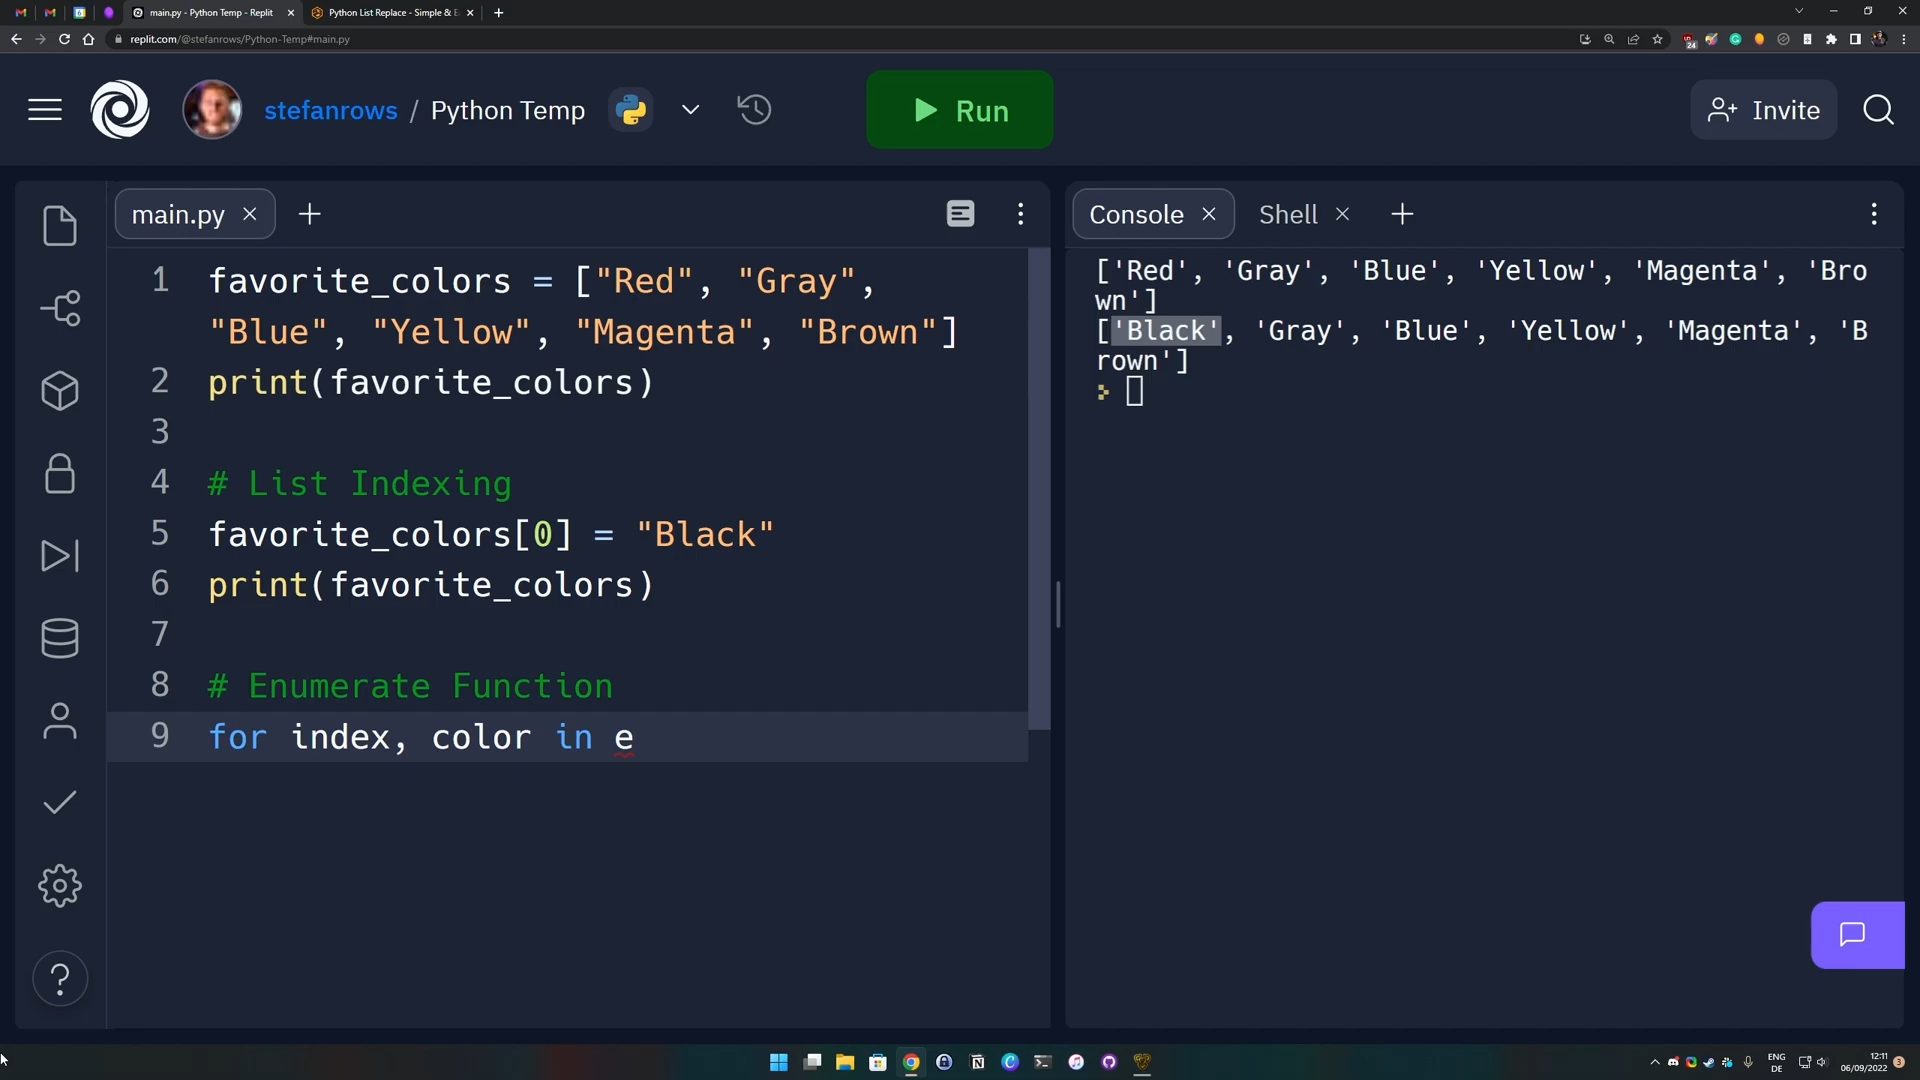 main.py - Python Temp - Replit
Python List Replace - Simple & E
replit.com/@stefanrows/Python-Temp#main.py
24
stefanrows / Python Temp
Run
Invite
main.py
Console
Shell
1 favorite_colors = ["Red", "Gray",
"Blue", "Yellow", "Magenta", "Brown"]
2 print(favorite_colors)
3
4 # List Indexing
5 favorite_colors[0] = "Black"
6 print(favorite_colors)
7
8 # Enumerate Function
9 for index, color in e
['Red', 'Gray', 'Blue', 'Yellow', 'Magenta', 'Bro
wn']
['Black', 'Gray', 'Blue', 'Yellow', 'Magenta', 'B
rown']
ENG
DE
12:11
06/09/2022
3